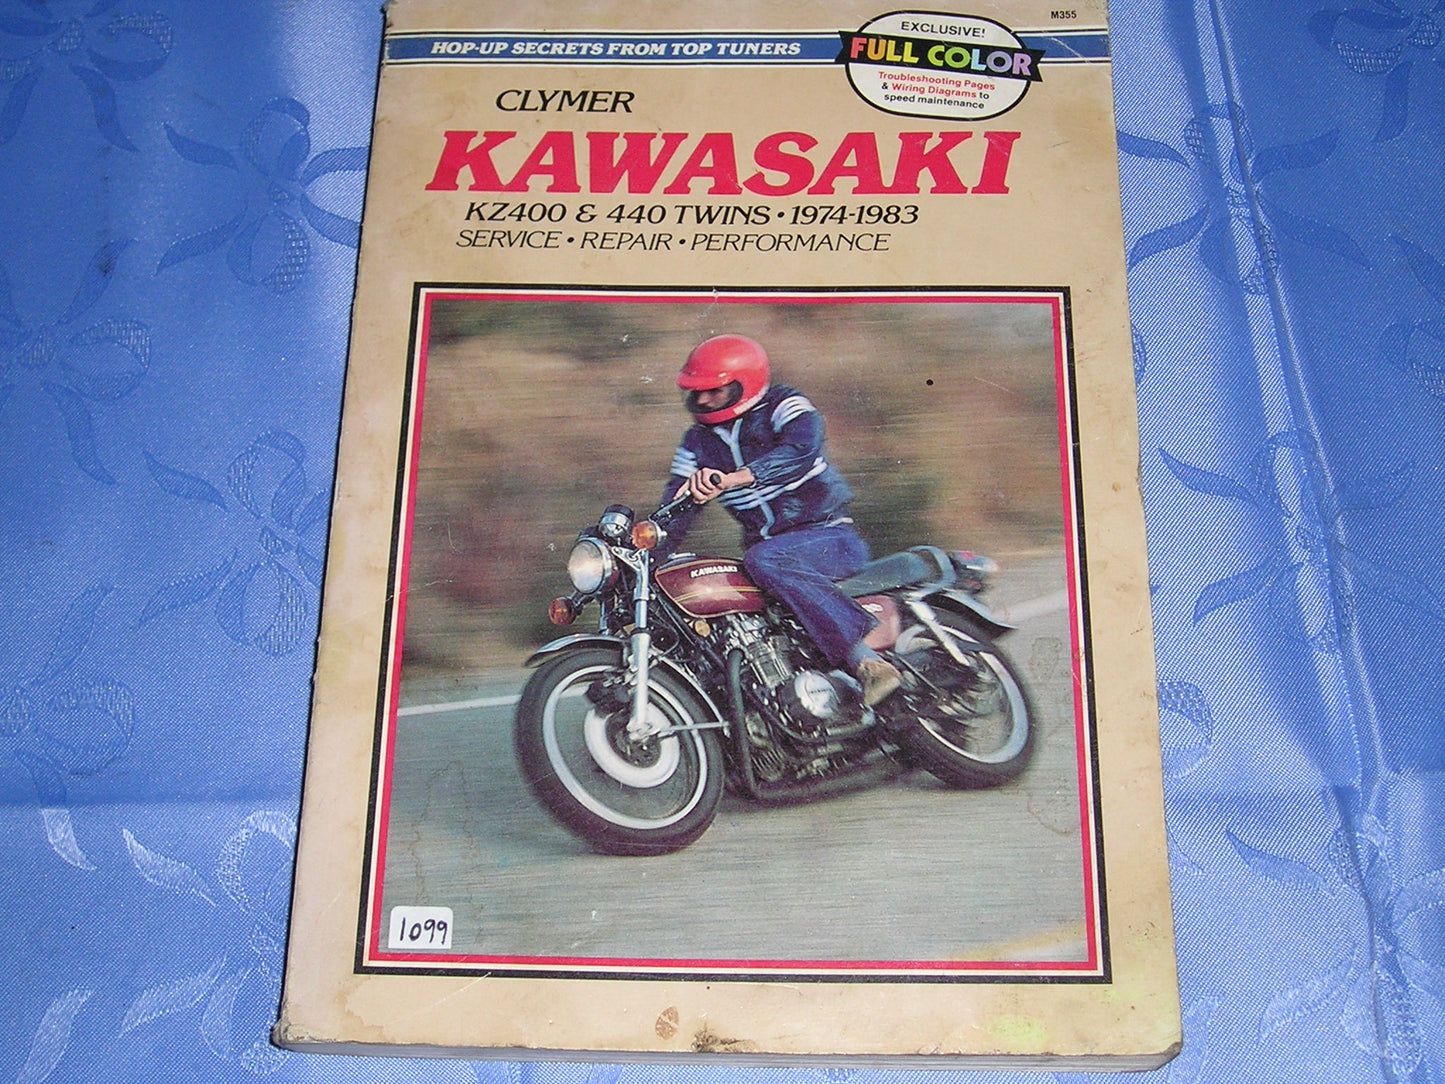 M355
HOP-UP SECRETS FROM TOP TUNERS
EXCLUSIVE!
FULL COLOR
Troubleshooting Pages
& Wiring Diagrams to
speed maintenance
CLYMER
KAWASAKI
KZ400 & 440 TWINS • 1974-1983
SERVICE • REPAIR • PERFORMANCE
KAWASAKI
1099